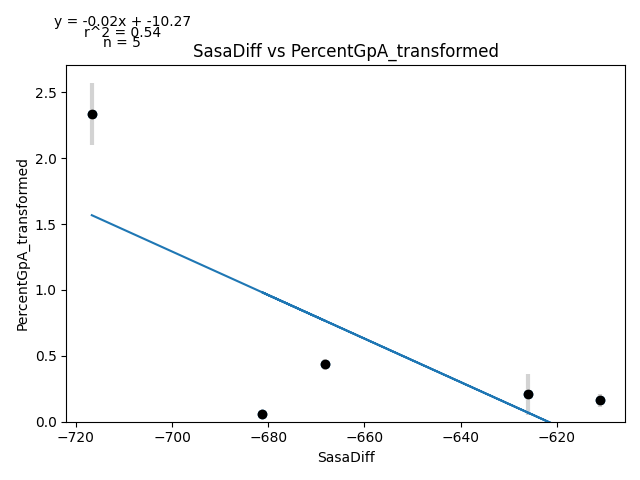 y = -0.02x + -10.27
r^2 = 0.54
n = 5
SasaDiff vs PercentGpA_transformed
PercentGpA_transformed
2.5
2.0
1.5
1.0
0.5
0.0
−720
−700
−680
−660
−640
−620
SasaDiff